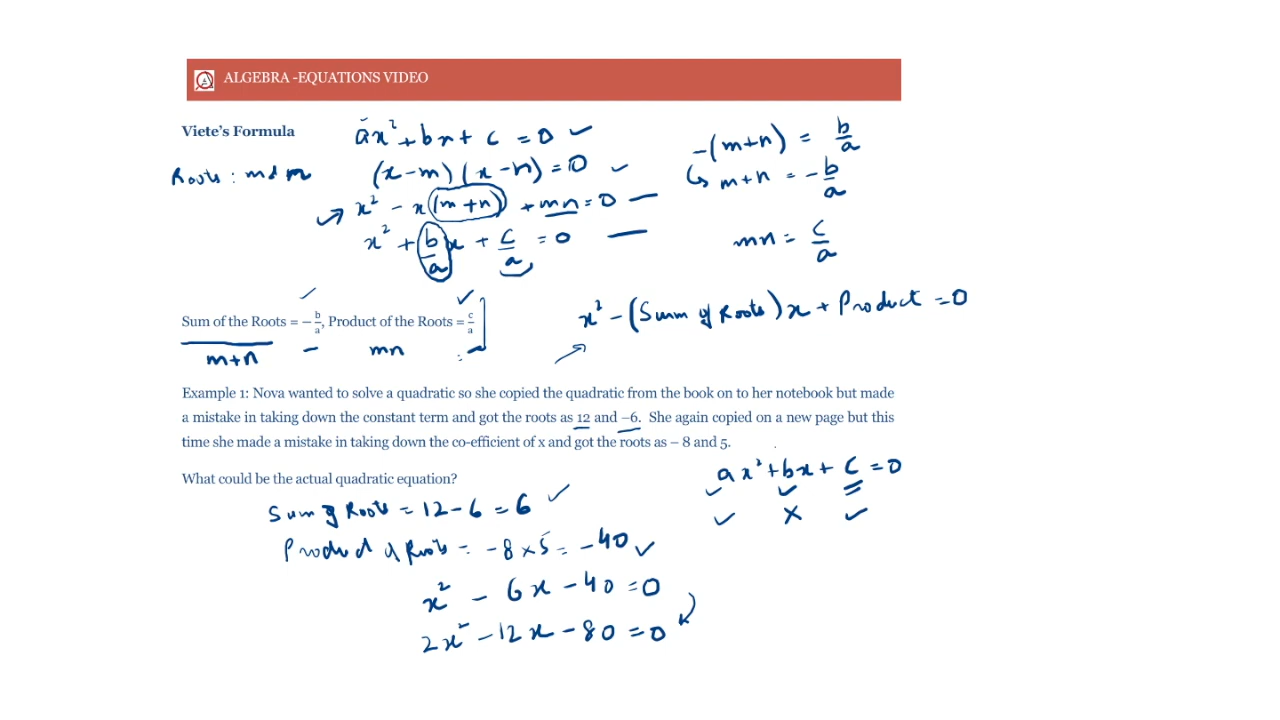 ALGEBRA -EQUATIONS VIDEO
Viete's Formula
ax² + bx + c = 0 ✓
Roots : m & n
(x-m)(x-n) = 0 ✓
x² - x(m+n) + mn = 0
x² + b/a x + c/a = 0
-(m+n) = b/a
m+n = -b/a
mn = c/a
Sum of the Roots = − b/a, Product of the Roots = c/a
m+n mn
x² - (Sum of Roots)x + Product = 0
Example 1: Nova wanted to solve a quadratic so she copied the quadratic from the book on to her notebook but made
a mistake in taking down the constant term and got the roots as 12 and −6. She again copied on a new page but this
time she made a mistake in taking down the co-efficient of x and got the roots as – 8 and 5.
What could be the actual quadratic equation?
ax² + bx + c = 0
✓ ✓
✓ X ✓
Sum of Roots = 12 - 6 = 6 ✓
Product of Roots = -8 × 5 = -40 ✓
x² - 6x - 40 = 0
2x² - 12x - 80 = 0